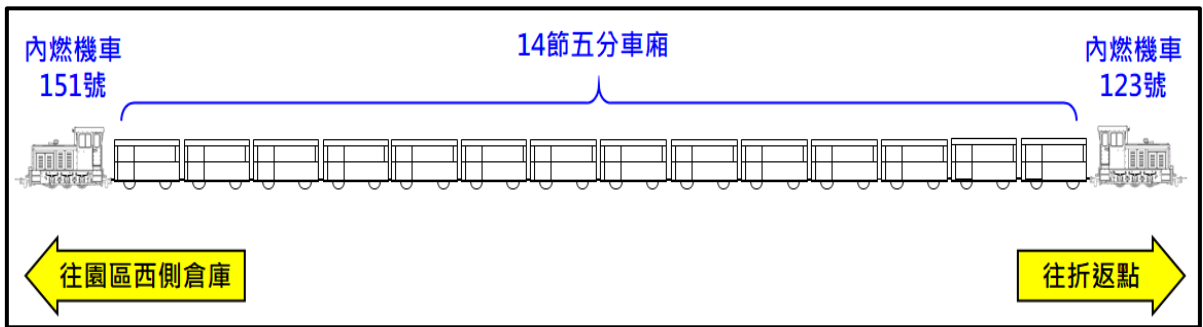 內燃機車
151號
14節五分車廂
內燃機車
123號
往園區西側倉庫
往折返點